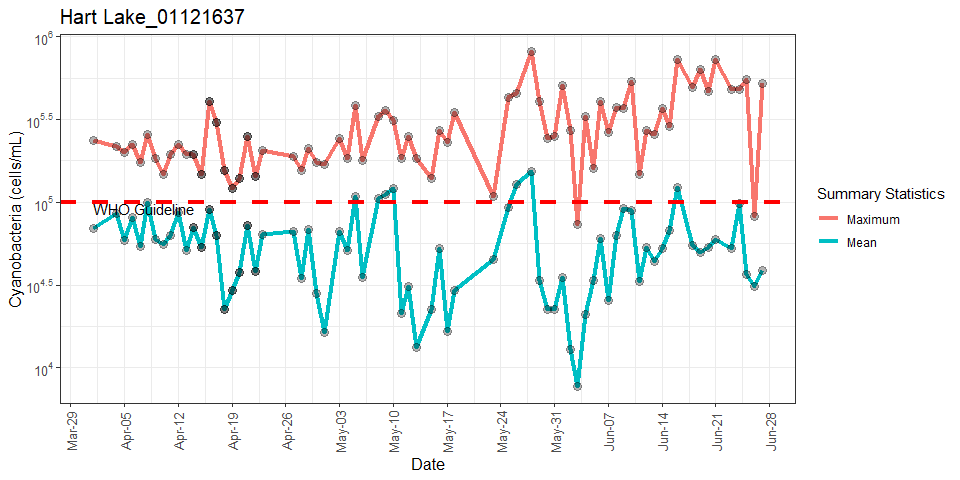 Hart Lake_01121637
Cyanobacteria (cells/mL)
10^6
10^5.5
10^5
10^4.5
10^4
WHO Guideline
Mar-29
Apr-05
Apr-12
Apr-19
Apr-26
May-03
May-10
May-17
May-24
May-31
Jun-07
Jun-14
Jun-21
Jun-28
Date
Summary Statistics
Maximum
Mean